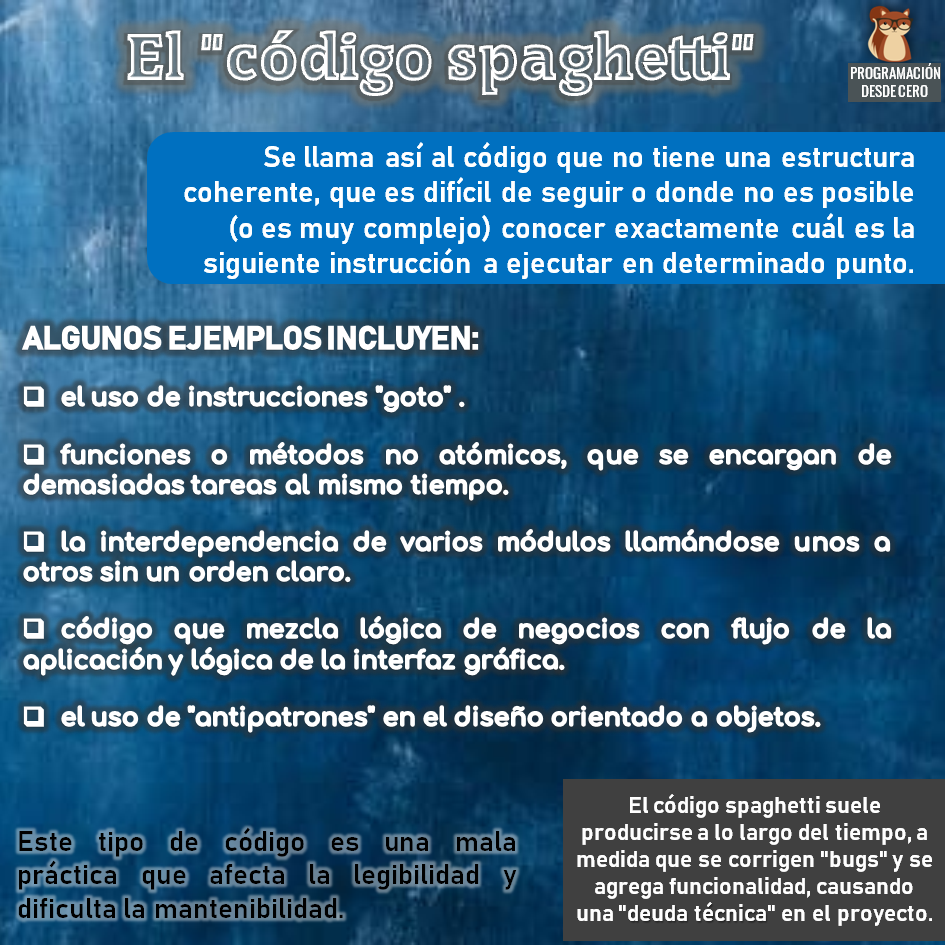 El "código spaghetti"
PROGRAMACIÓN
DESDE CERO
Se llama así al código que no tiene una estructura
coherente, que es difícil de seguir o donde no es posible
(o es muy complejo) conocer exactamente cuál es la
siguiente instrucción a ejecutar en determinado punto.
ALGUNOS EJEMPLOS INCLUYEN:
❑ el uso de instrucciones "goto" .
❑ funciones o métodos no atómicos, que se encargan de
demasiadas tareas al mismo tiempo.
❑ la interdependencia de varios módulos llamándose unos a
otros sin un orden claro.
❑ código que mezcla lógica de negocios con flujo de la
aplicación y lógica de la interfaz gráfica.
❑ el uso de "antipatrones" en el diseño orientado a objetos.
Este tipo de código es una mala
práctica que afecta la legibilidad y
dificulta la mantenibilidad.
El código spaghetti suele
producirse a lo largo del tiempo, a
medida que se corrigen "bugs" y se
agrega funcionalidad, causando
una "deuda técnica" en el proyecto.